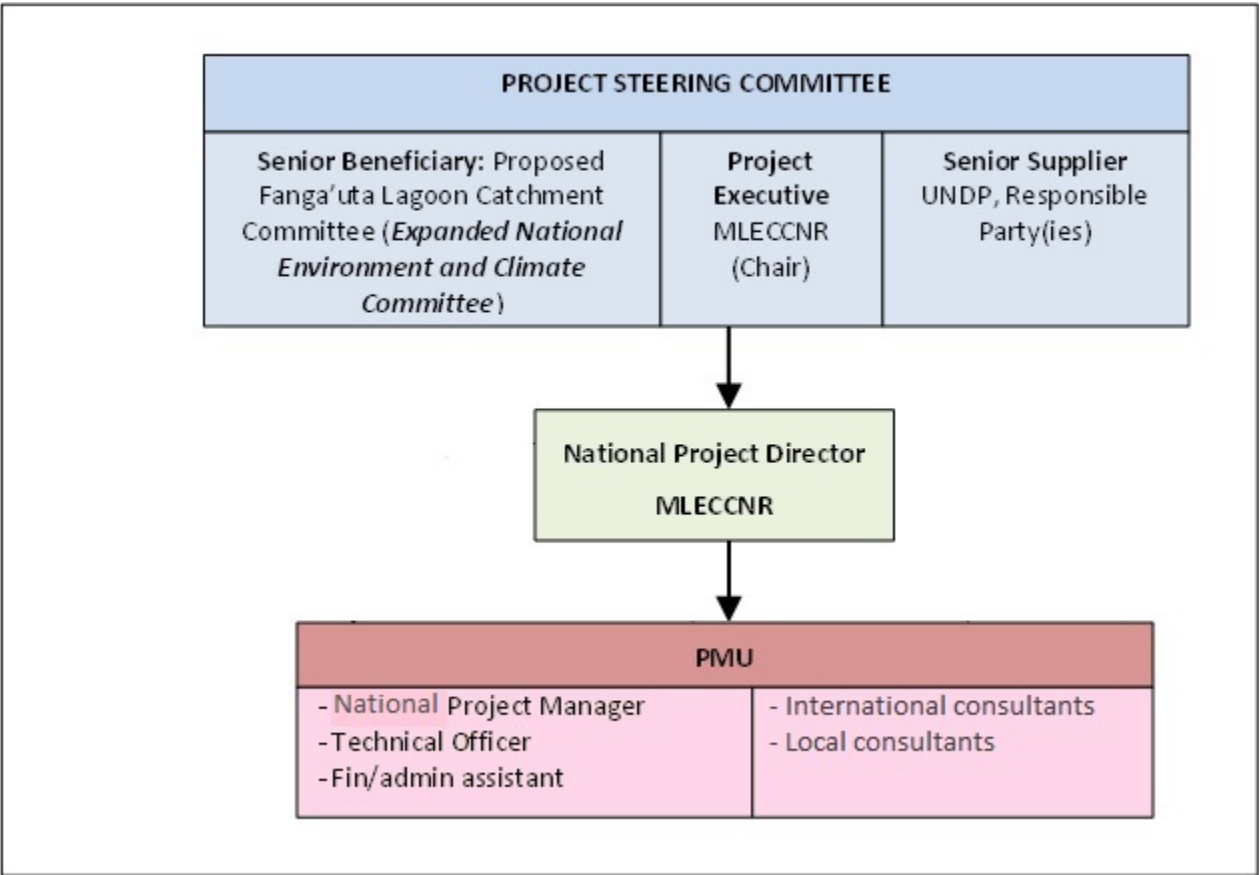 PROJECT STEERING COMMITTEE
Senior Beneficiary: Proposed
Fanga’uta Lagoon Catchment
Committee (Expanded National
Environment and Climate
Committee)
Project
Executive
MLECCNR
(Chair)
Senior Supplier
UNDP, Responsible
Party(ies)
National Project Director
MLECCNR
PMU
- National Project Manager
- Technical Officer
- Fin/admin assistant
- International consultants
- Local consultants